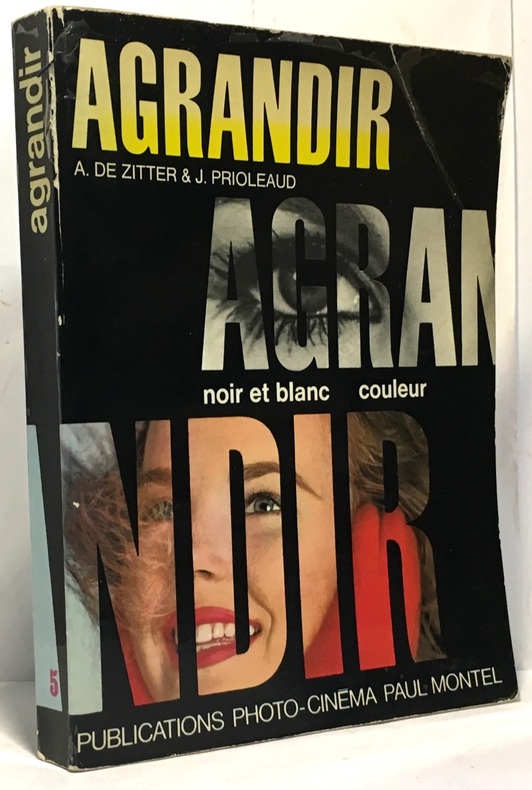 agrandir
5
AGRANDIR
A. DE ZITTER & J. PRIOLEAUD
AGRAN
noir et blanc couleur
NDIR
PUBLICATIONS PHOTO-CINÉMA PAUL MONTEL